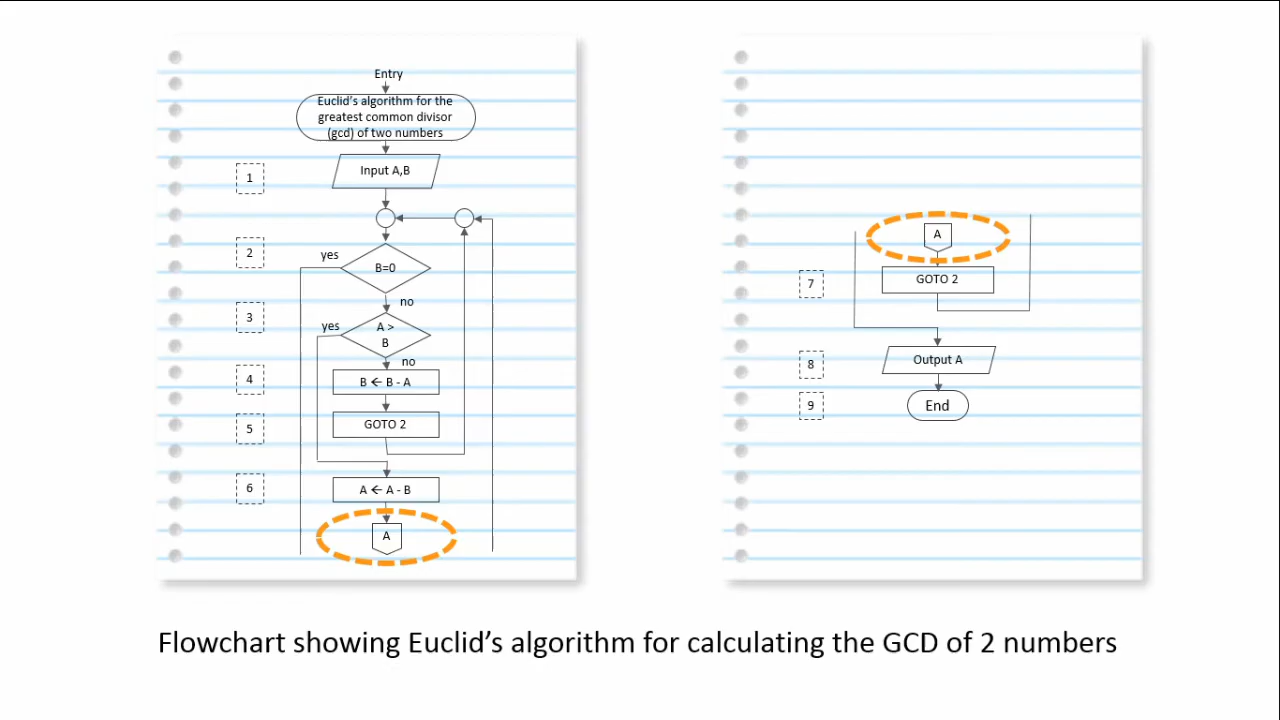 Entry
Euclid's algorithm for the
greatest common divisor
(gcd) of two numbers
1
Input A,B
2
yes
B=0
no
3
yes
A >
B
no
4
B ← B - A
5
GOTO 2
6
A ← A - B
A
A
7
GOTO 2
8
Output A
9
End
Flowchart showing Euclid's algorithm for calculating the GCD of 2 numbers